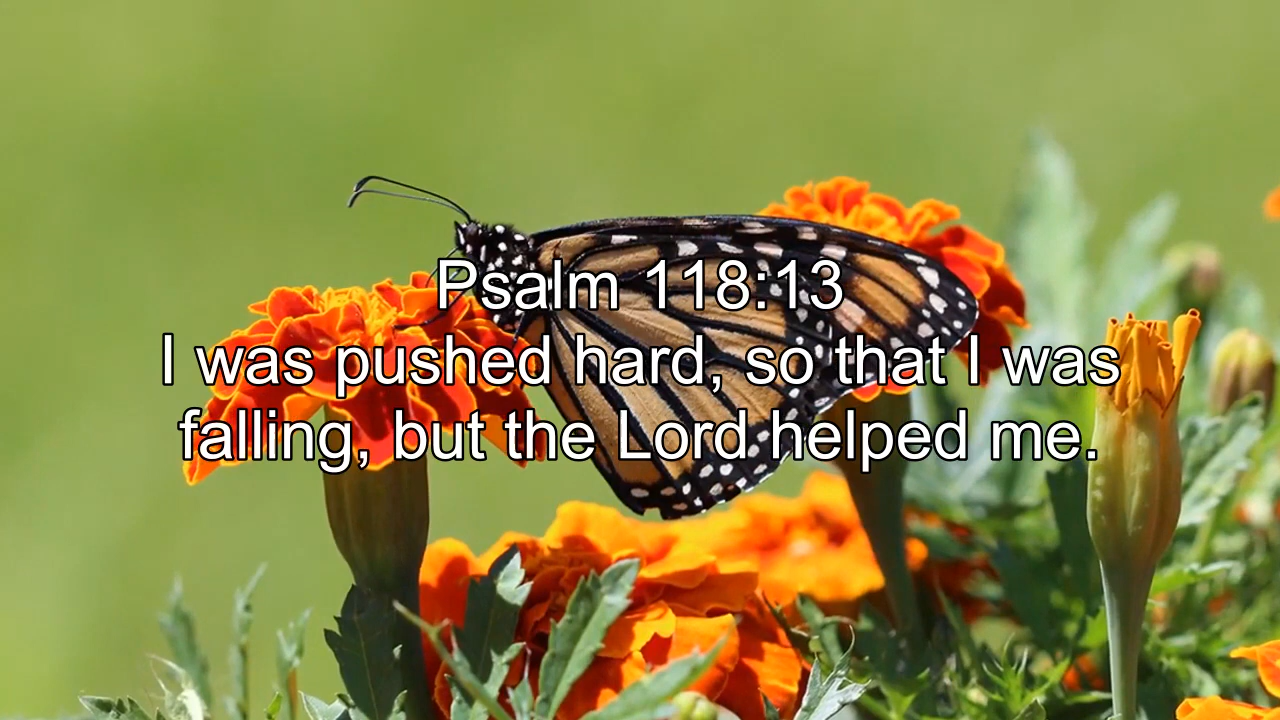 Psalm 118:13
I was pushed hard, so that I was
falling, but the Lord helped me.